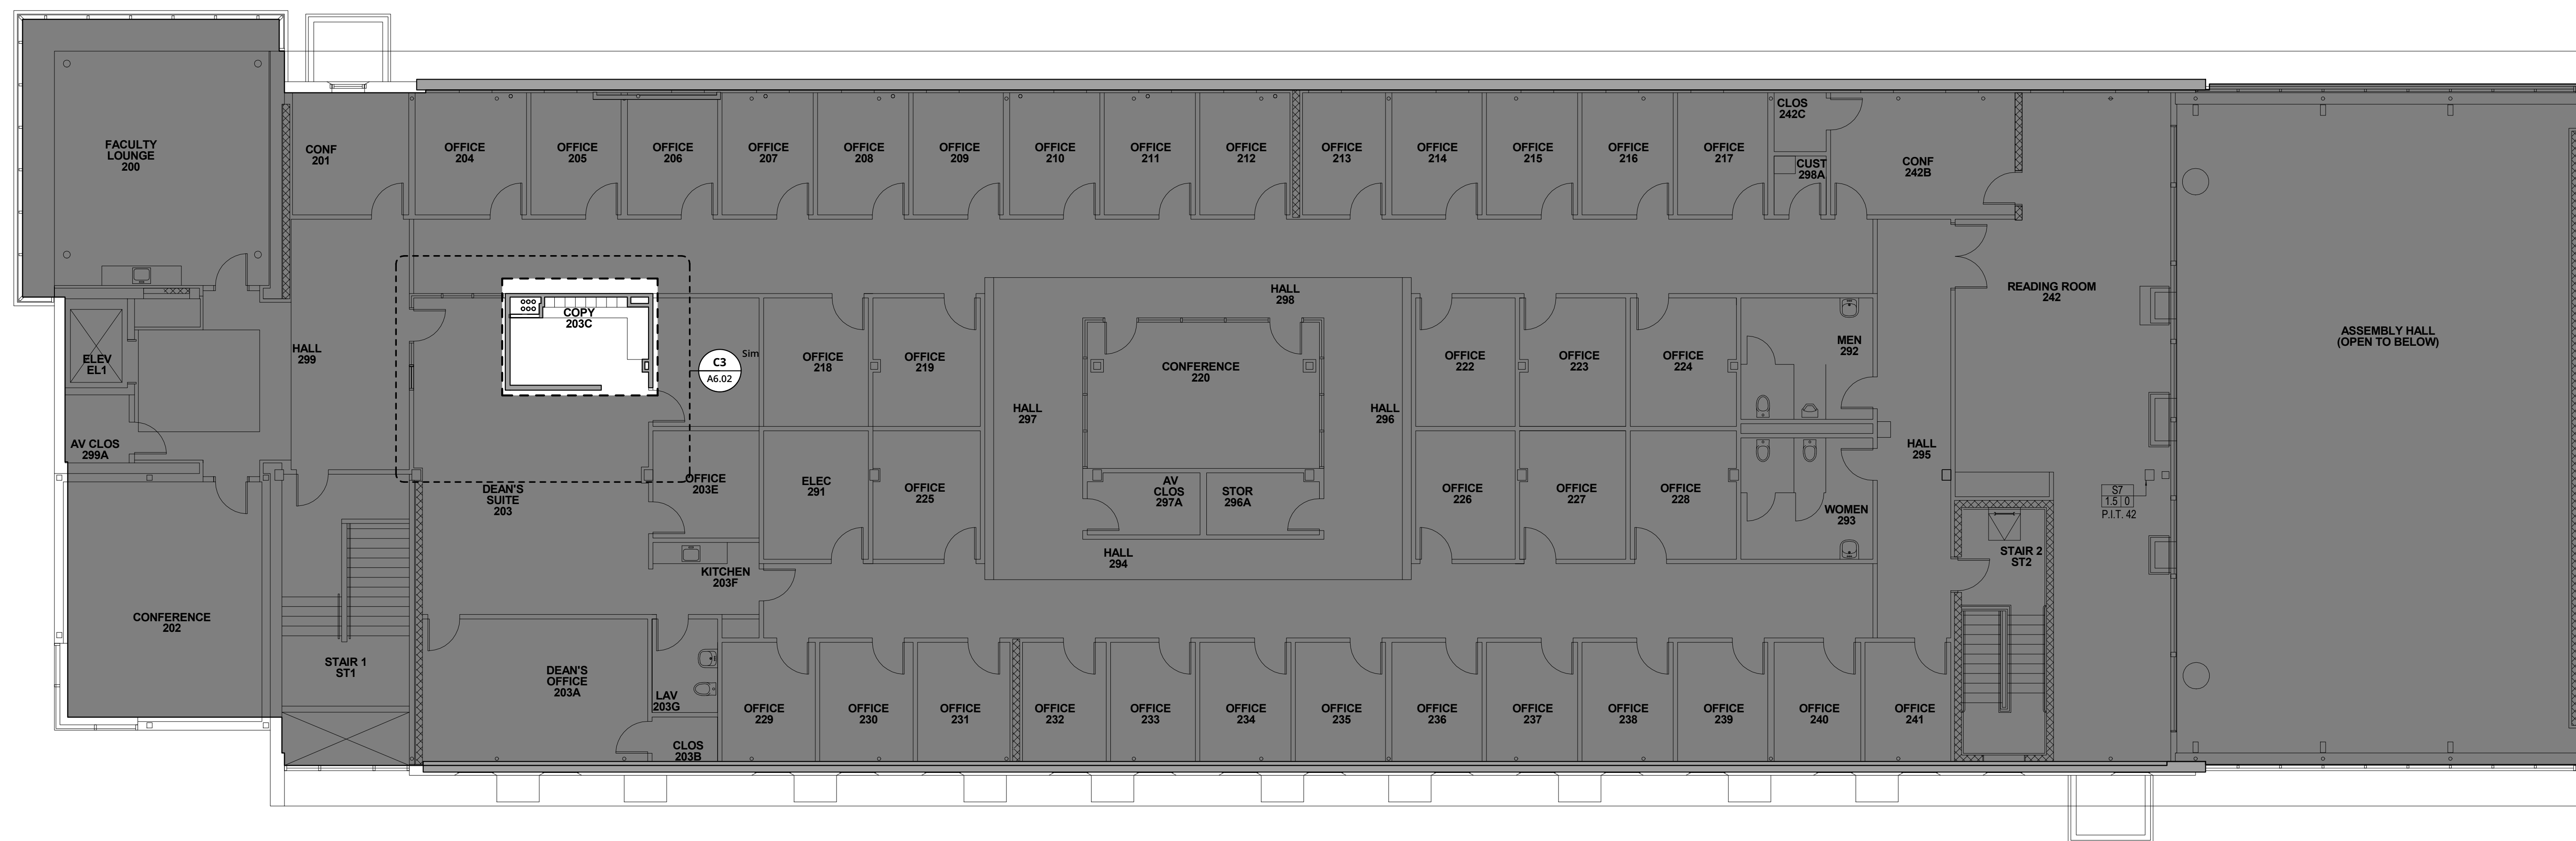 FACULTY
LOUNGE
200
CONF
201
OFFICE
204
OFFICE
205
OFFICE
206
OFFICE
207
OFFICE
208
OFFICE
209
OFFICE
210
OFFICE
211
OFFICE
212
OFFICE
213
OFFICE
214
OFFICE
215
OFFICE
216
OFFICE
217
CLOS
242C
CUST
298A
CONF
242B
READING ROOM
242
ASSEMBLY HALL
(OPEN TO BELOW)
ELEV
EL1
HALL
299
COPY
203C
C3
A6.02
Sim
OFFICE
218
OFFICE
219
HALL
298
CONFERENCE
220
HALL
297
HALL
296
OFFICE
222
OFFICE
223
OFFICE
224
MEN
292
AV CLOS
299A
DEAN'S
SUITE
203
OFFICE
203E
ELEC
291
OFFICE
225
AV
CLOS
297A
STOR
296A
OFFICE
226
OFFICE
227
OFFICE
228
HALL
295
WOMEN
293
S7
1.5 0
P.I.T. 42
STAIR 2
ST2
HALL
294
KITCHEN
203F
CONFERENCE
202
STAIR 1
ST1
DEAN'S
OFFICE
203A
LAV
203G
CLOS
203B
OFFICE
229
OFFICE
230
OFFICE
231
OFFICE
232
OFFICE
233
OFFICE
234
OFFICE
235
OFFICE
236
OFFICE
237
OFFICE
238
OFFICE
239
OFFICE
240
OFFICE
241